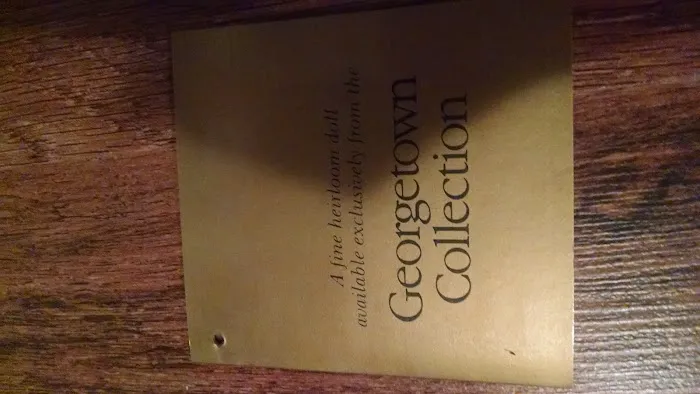 A fine heirloom doll
available exclusively from the
Georgetown
Collection